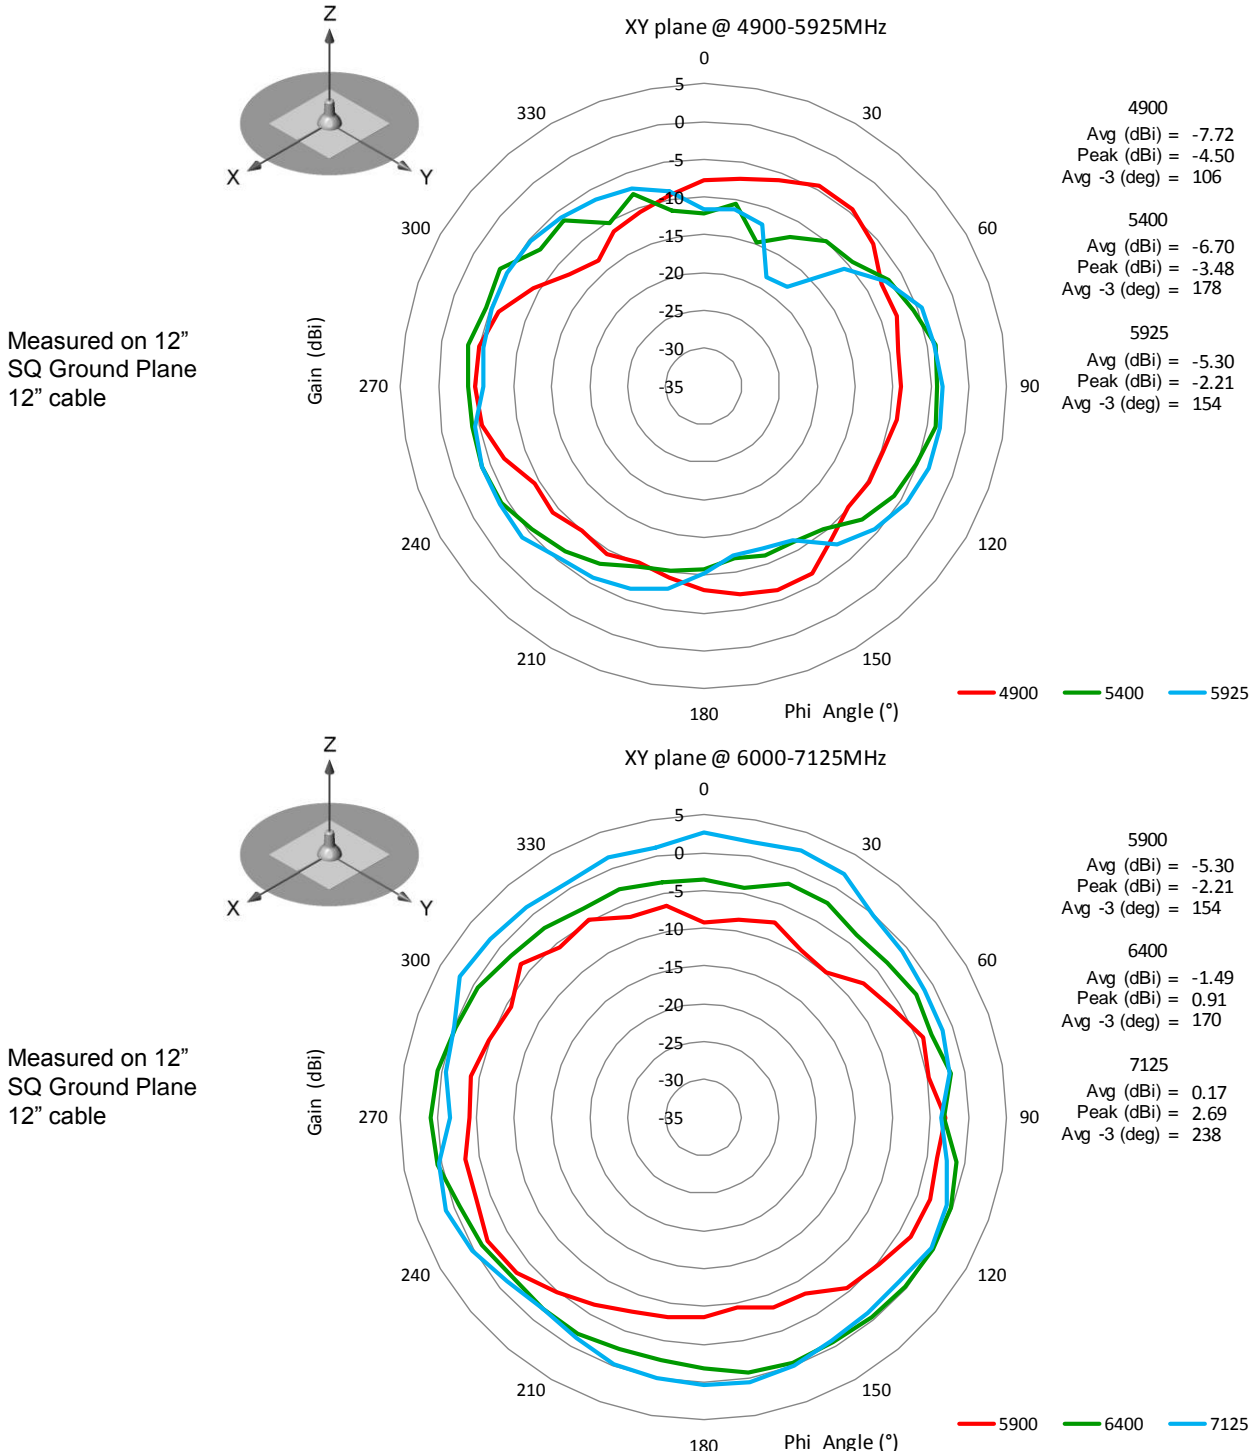 XY plane @ 4900-5925MHz
Z
X
Y
Measured on 12”
SQ Ground Plane
12” cable
Gain (dBi)
0
30
60
90
120
150
180
210
240
270
300
330
5
0
-5
-10
-15
-20
-25
-30
-35
Phi Angle (°)
4900
Avg (dBi) = -7.72
Peak (dBi) = -4.50
Avg -3 (deg) = 106
5400
Avg (dBi) = -6.70
Peak (dBi) = -3.48
Avg -3 (deg) = 178
5925
Avg (dBi) = -5.30
Peak (dBi) = -2.21
Avg -3 (deg) = 154
4900 5400 5925
XY plane @ 6000-7125MHz
Z
X
Y
Measured on 12”
SQ Ground Plane
12” cable
Gain (dBi)
0
30
60
90
120
150
180
210
240
270
300
330
5
0
-5
-10
-15
-20
-25
-30
-35
Phi Angle (°)
5900
Avg (dBi) = -5.30
Peak (dBi) = -2.21
Avg -3 (deg) = 154
6400
Avg (dBi) = -1.49
Peak (dBi) = 0.91
Avg -3 (deg) = 170
7125
Avg (dBi) = 0.17
Peak (dBi) = 2.69
Avg -3 (deg) = 238
5900 6400 7125